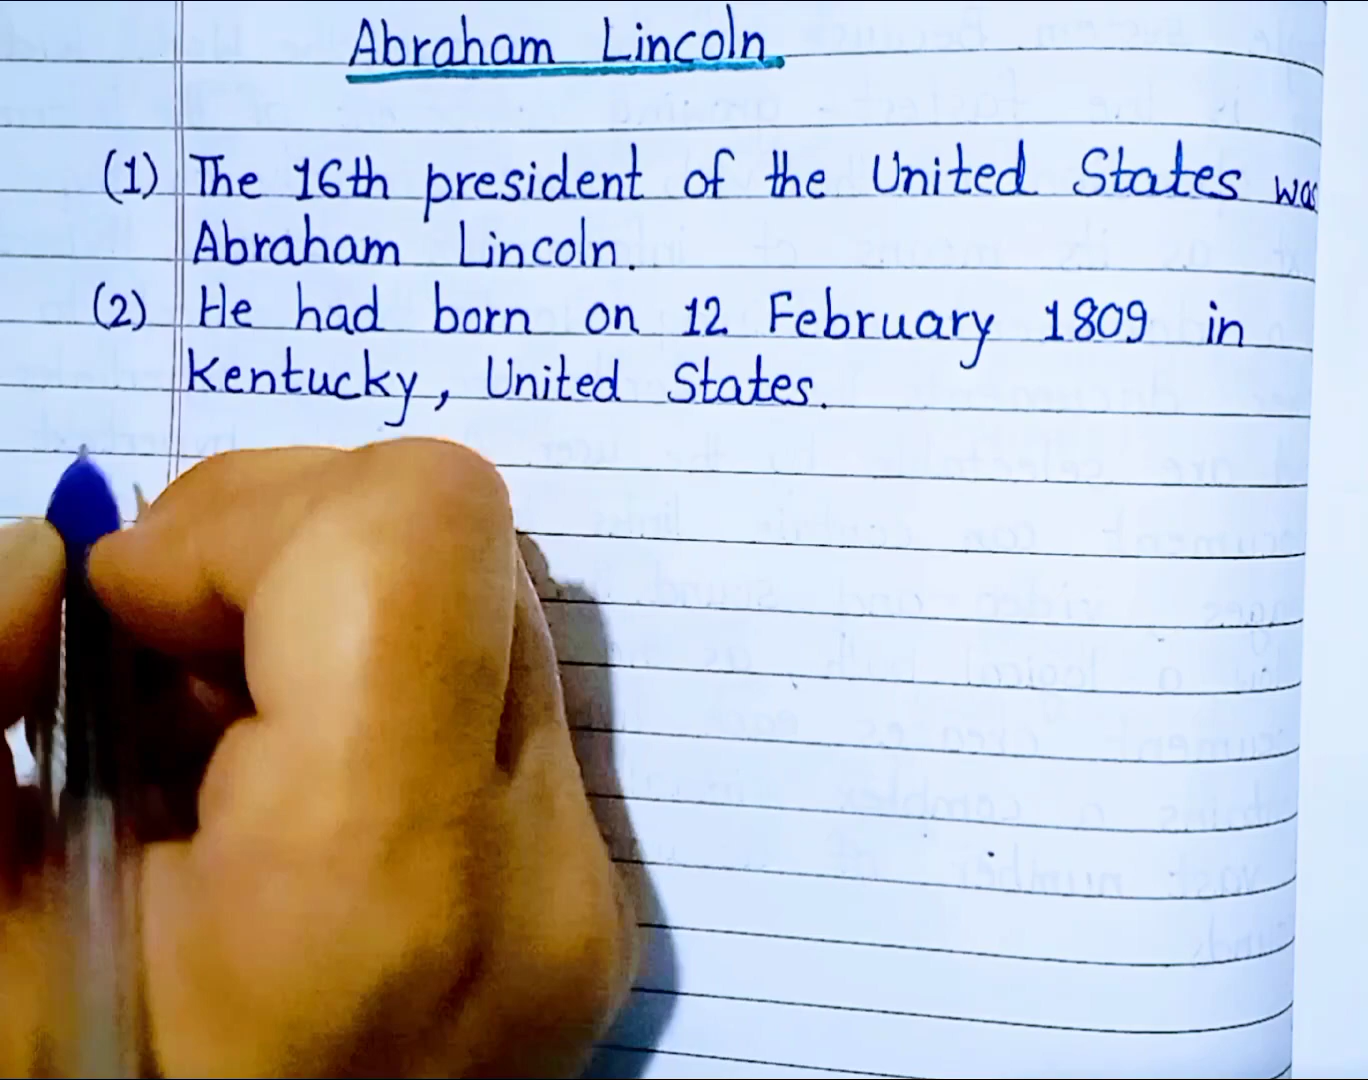 Abraham Lincoln
(1) The 16th president of the United States was
Abraham Lincoln.
(2) He had born on 12 February 1809 in
Kentucky, United States.